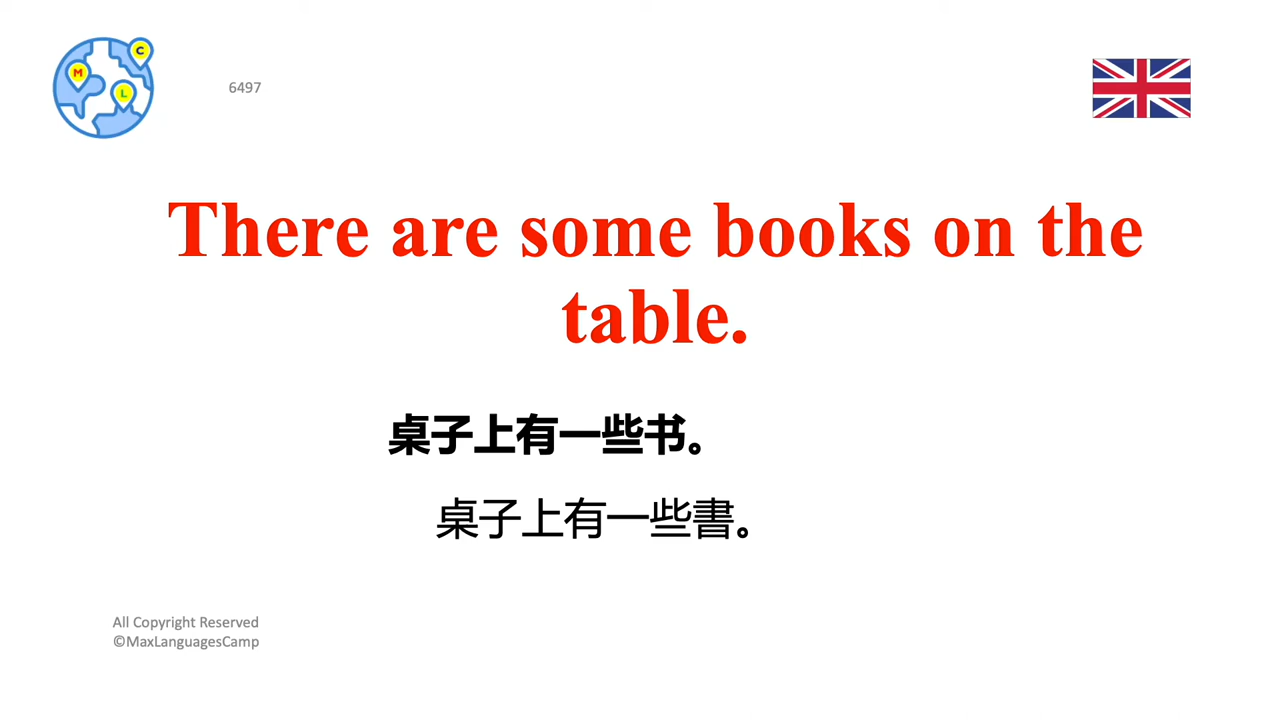 C
M
L
6497
There are some books on the
table.
桌子上有一些书。
桌子上有一些書。
All Copyright Reserved
©MaxLanguagesCamp